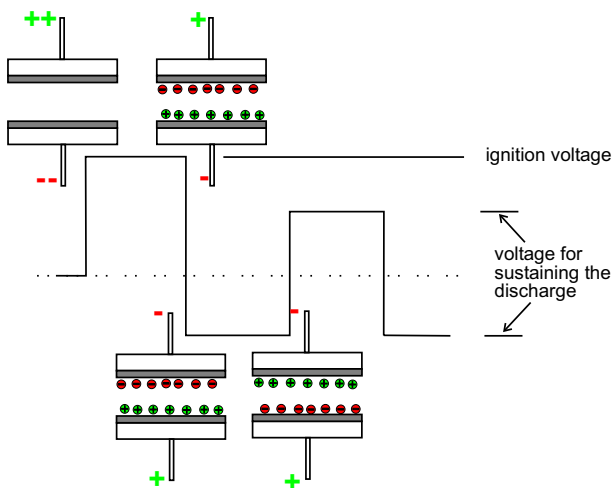 ignition voltage
voltage for
sustaining the
discharge